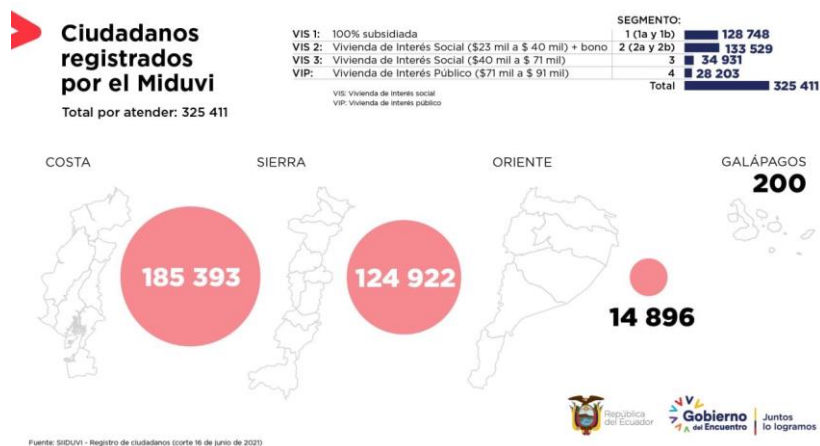 Ciudadanos
registrados
por el Miduvi
Total por atender: 325 411
SEGMENTO:
VIS 1: 100% subsidiada 1 (1a y 1b) 128 748
VIS 2: Vivienda de Interés Social ($23 mil a $ 40 mil) + bono 2 (2a y 2b) 133 529
VIS 3: Vivienda de Interés Social ($40 mil a $ 71 mil) 3 34 931
VIP: Vivienda de Interés Público ($71 mil a $ 91 mil) 4 28 203
Total 325 411
VIS: Vivienda de interés social
VIP: Vivienda de interés público
COSTA
185 393
SIERRA
124 922
ORIENTE
14 896
GALÁPAGOS
200
República
del Ecuador
Gobierno
del Encuentro
Juntos
lo logramos
Fuente: SIIDUVI - Registro de ciudadanos (corte 16 de junio de 2021)